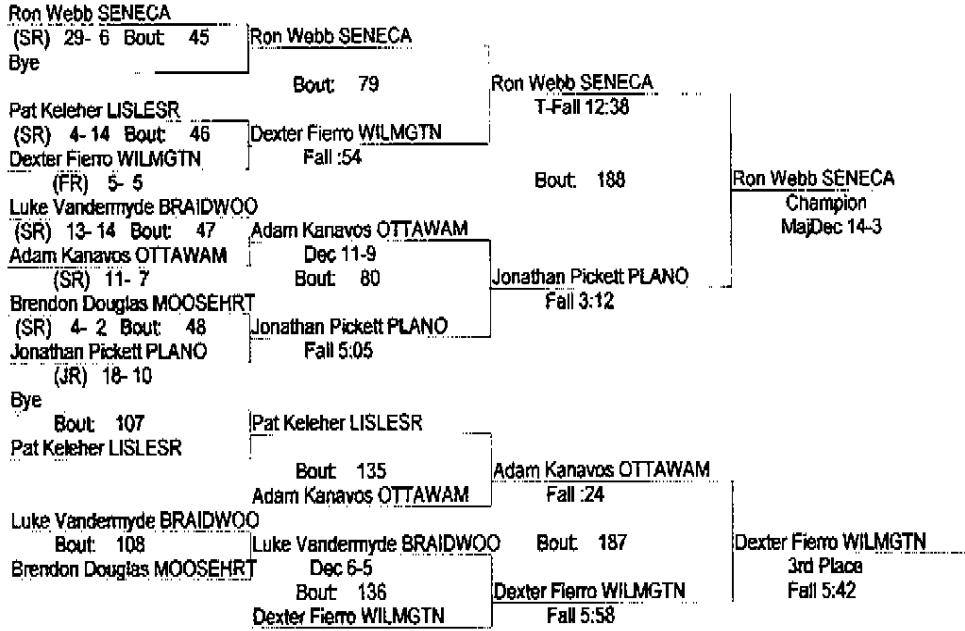 Ron Webb SENECA
(SR) 29- 6 Bout: 45 Ron Webb SENECA
Bye
Bout: 79 Ron Webb SENECA
Pat Keleher LISLESR T-Fall 12:38
(SR) 4- 14 Bout: 46 Dexter Fierro WILMGTN
Dexter Fierro WILMGTN Fall :54
(FR) 5- 5 Bout: 188 Ron Webb SENECA
Luke Vandermyde BRAIDWOO Champion
(SR) 13- 14 Bout: 47 Adam Kanavos OTTAWAM MajDec 14-3
Adam Kanavos OTTAWAM Dec 11-9
(SR) 11- 7 Bout: 80 Jonathan Pickett PLANO
Brendon Douglas MOOSEHRT Fall 3:12
(SR) 4- 2 Bout: 48 Jonathan Pickett PLANO
Jonathan Pickett PLANO Fall 5:05
(JR) 18- 10
Bye
Bout: 107 Pat Keleher LISLESR
Pat Keleher LISLESR
Bout: 135 Adam Kanavos OTTAWAM
Adam Kanavos OTTAWAM Fall :24
Luke Vandermyde BRAIDWOO
Bout: 108 Luke Vandermyde BRAIDWOO Bout: 187 Dexter Fierro WILMGTN
Brendon Douglas MOOSEHRT Dec 6-5 3rd Place
Bout: 136 Dexter Fierro WILMGTN Fall 5:42
Dexter Fierro WILMGTN Fall 5:58